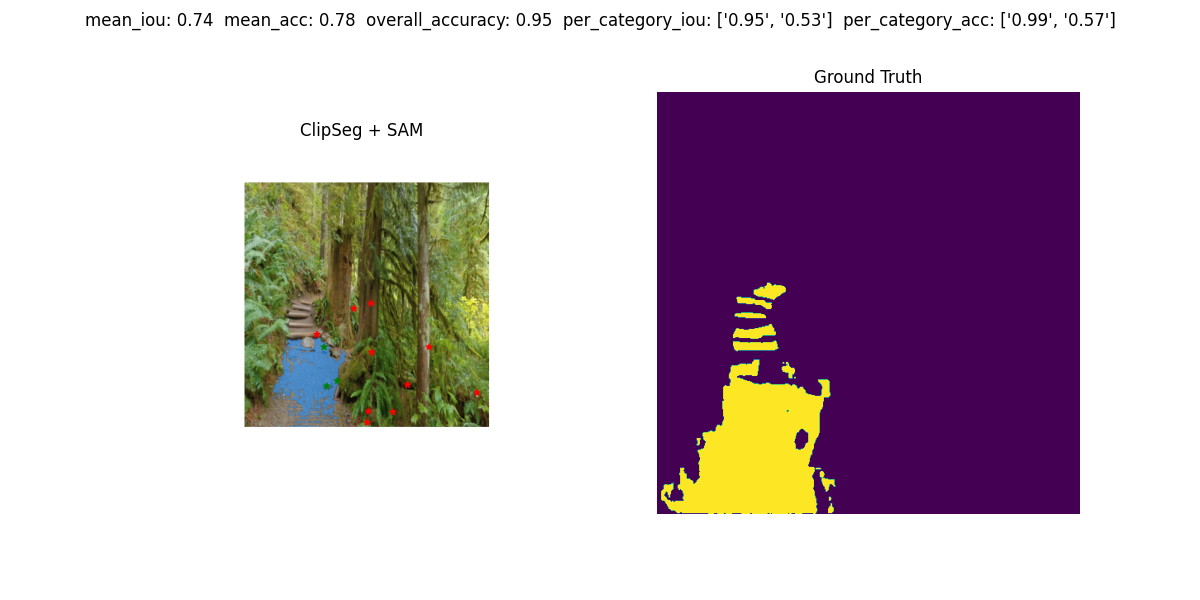 mean_iou: 0.74  mean_acc: 0.78  overall_accuracy: 0.95  per_category_iou: ['0.95', '0.53']  per_category_acc: ['0.99', '0.57']
Ground Truth
ClipSeg + SAM